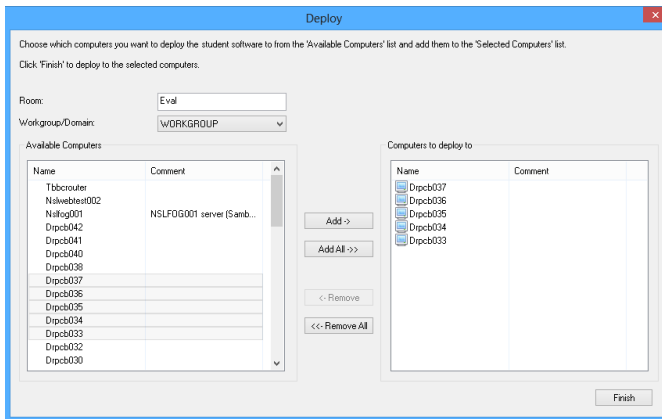 Deploy
Choose which computers you want to deploy the student software to from the 'Available Computers' list and add them to the 'Selected Computers' list.
Click 'Finish' to deploy to the selected computers.
Room: Eval
Workgroup/Domain: WORKGROUP
Available Computers
Name Comment
Tbbcrouter
Nslwebtest002
Nslfog001 NSLFOG001 server (Samb...
Drpcb042
Drpcb041
Drpcb040
Drpcb038
Drpcb037
Drpcb036
Drpcb035
Drpcb034
Drpcb033
Drpcb032
Drpcb030
Add ->
Add All ->>
<- Remove
<<- Remove All
Computers to deploy to
Name Comment
Drpcb037
Drpcb036
Drpcb035
Drpcb034
Drpcb033
Finish